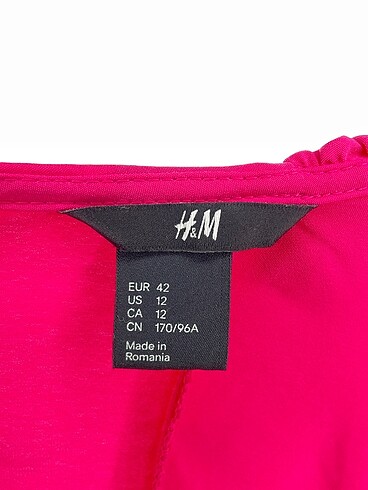 H&M
EUR 42
US 12
CA 12
CN 170/96A
Made in
Romania